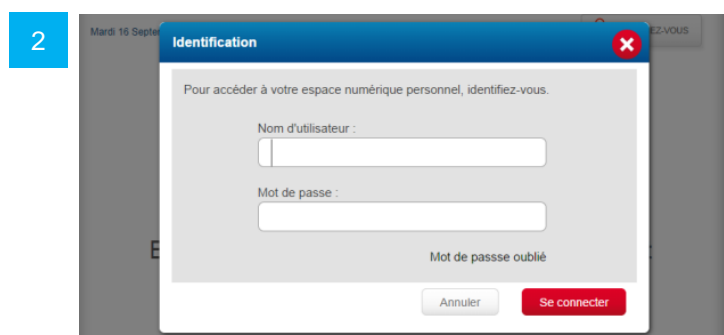 2
Mardi 16 Septe
EZ-VOUS
Identification
Pour accéder à votre espace numérique personnel, identifiez-vous.
Nom d'utilisateur :
Mot de passe :
E
Mot de passse oublié
Annuler
Se connecter